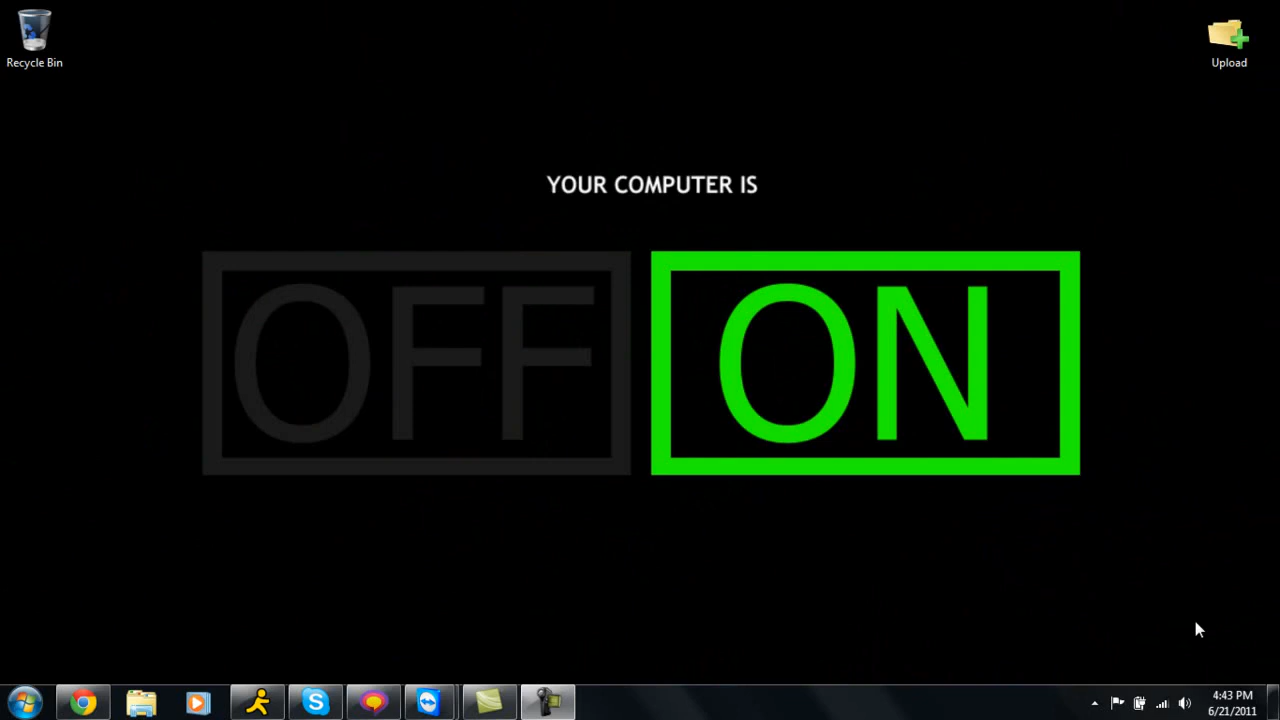 Recycle Bin
Upload
YOUR COMPUTER IS
OFF
ON
4:43 PM
6/21/2011